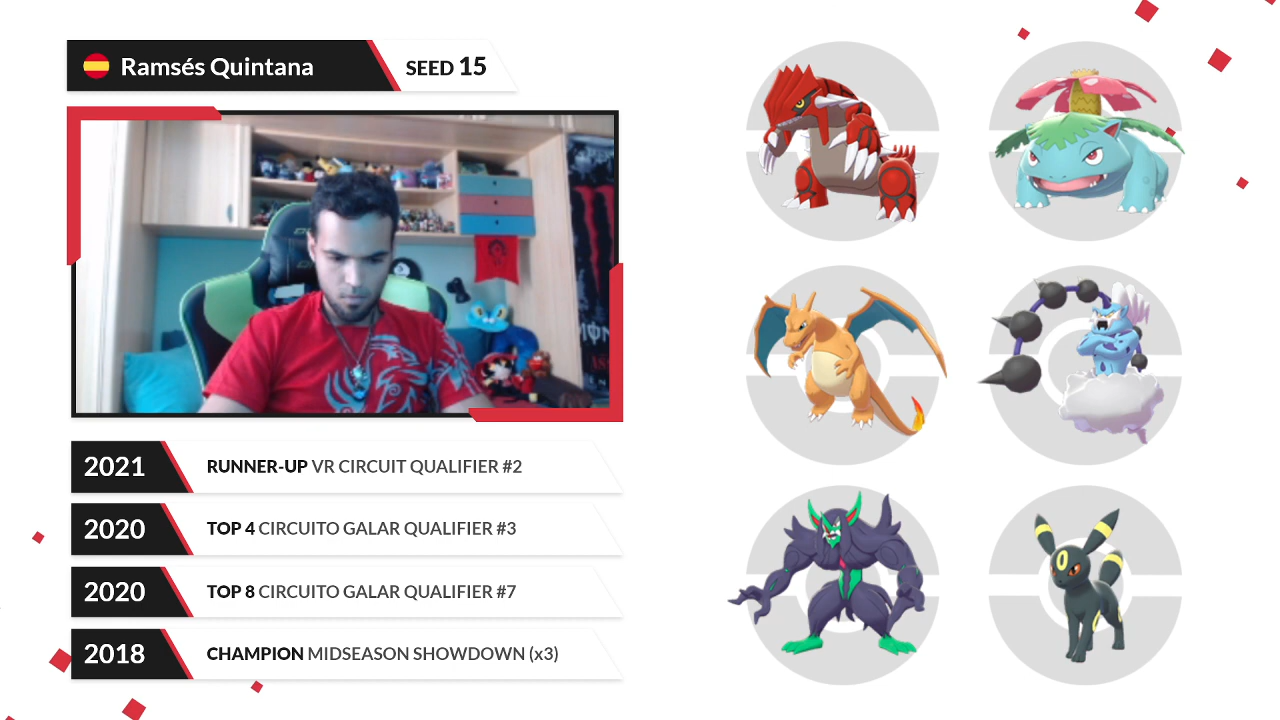 Ramsés Quintana
SEED 15
2021 RUNNER-UP VR CIRCUIT QUALIFIER #2
2020 TOP 4 CIRCUITO GALAR QUALIFIER #3
2020 TOP 8 CIRCUITO GALAR QUALIFIER #7
2018 CHAMPION MIDSEASON SHOWDOWN (x3)